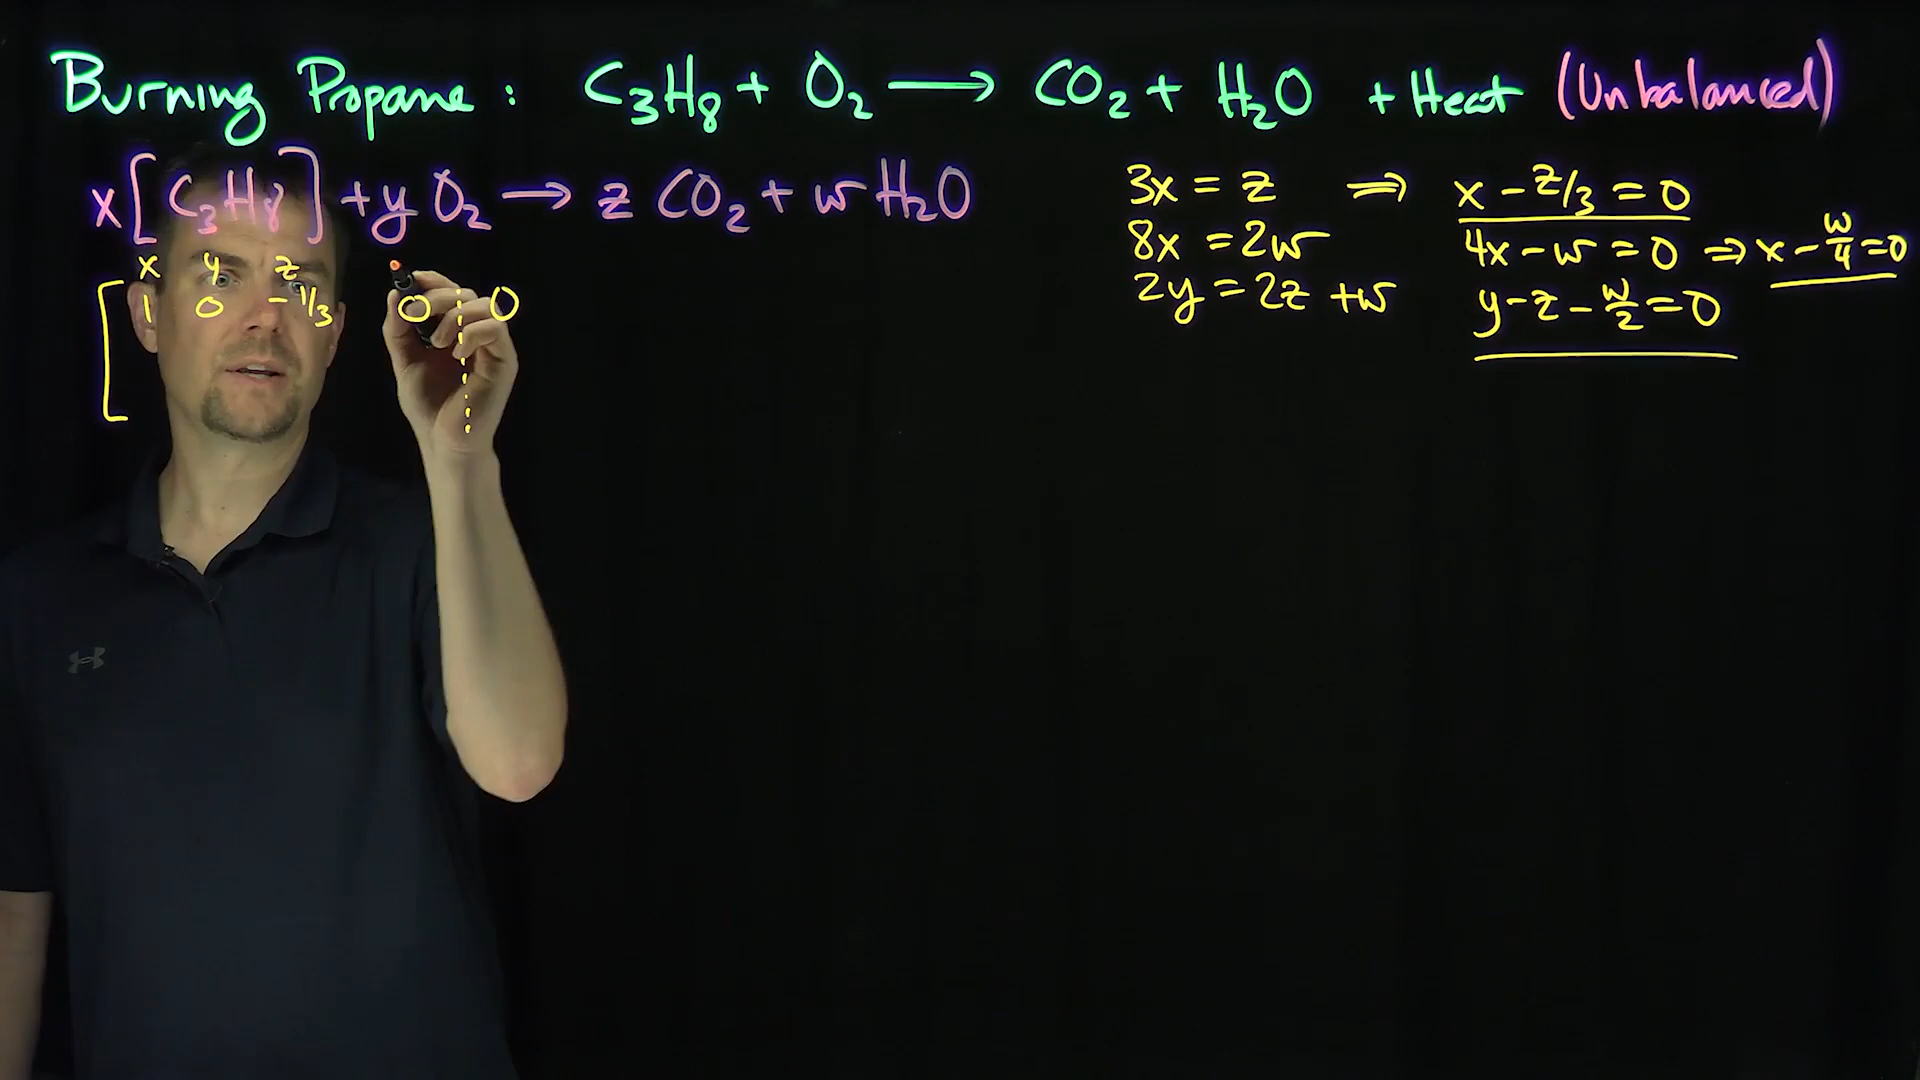 Burning Propane : C₃H₈ + O₂ ⟶ CO₂ + H₂O + Heat (Unbalanced)
x[C₃H₈] + y O₂ ⟶ z CO₂ + w H₂O
x y z
[ 1 0 -1/3 0 ⋮ 0
3x = z ⟹ x - z/3 = 0
8x = 2w 4x - w = 0 ⟹ x - w/4 = 0
2y = 2z + w y - z - w/2 = 0